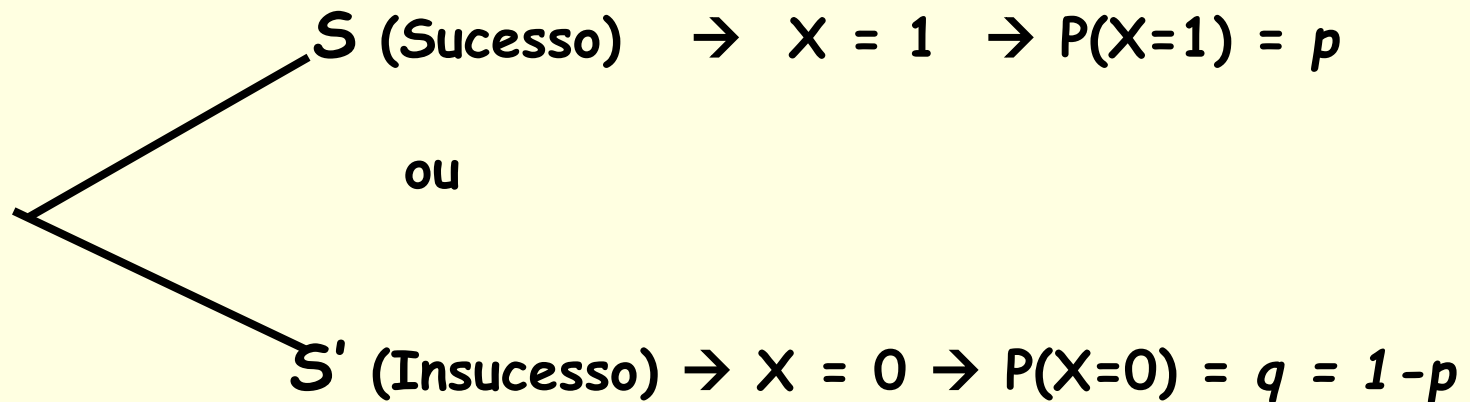 S (Sucesso) → X = 1 → P(X=1) = p
ou
S' (Insucesso) → X = 0 → P(X=0) = q = 1-p